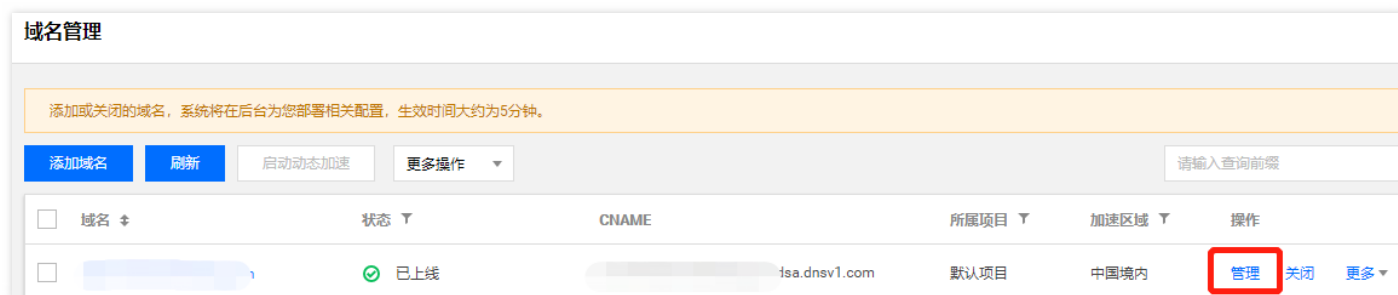 域名管理
添加或关闭的域名，系统将在后台为您部署相关配置，生效时间大约为5分钟。
添加域名 刷新 启动动态加速 更多操作 请输入查询前缀
域名 状态 CNAME 所属项目 加速区域 操作
已上线 dsa.dnsv1.com 默认项目 中国境内 管理 关闭 更多